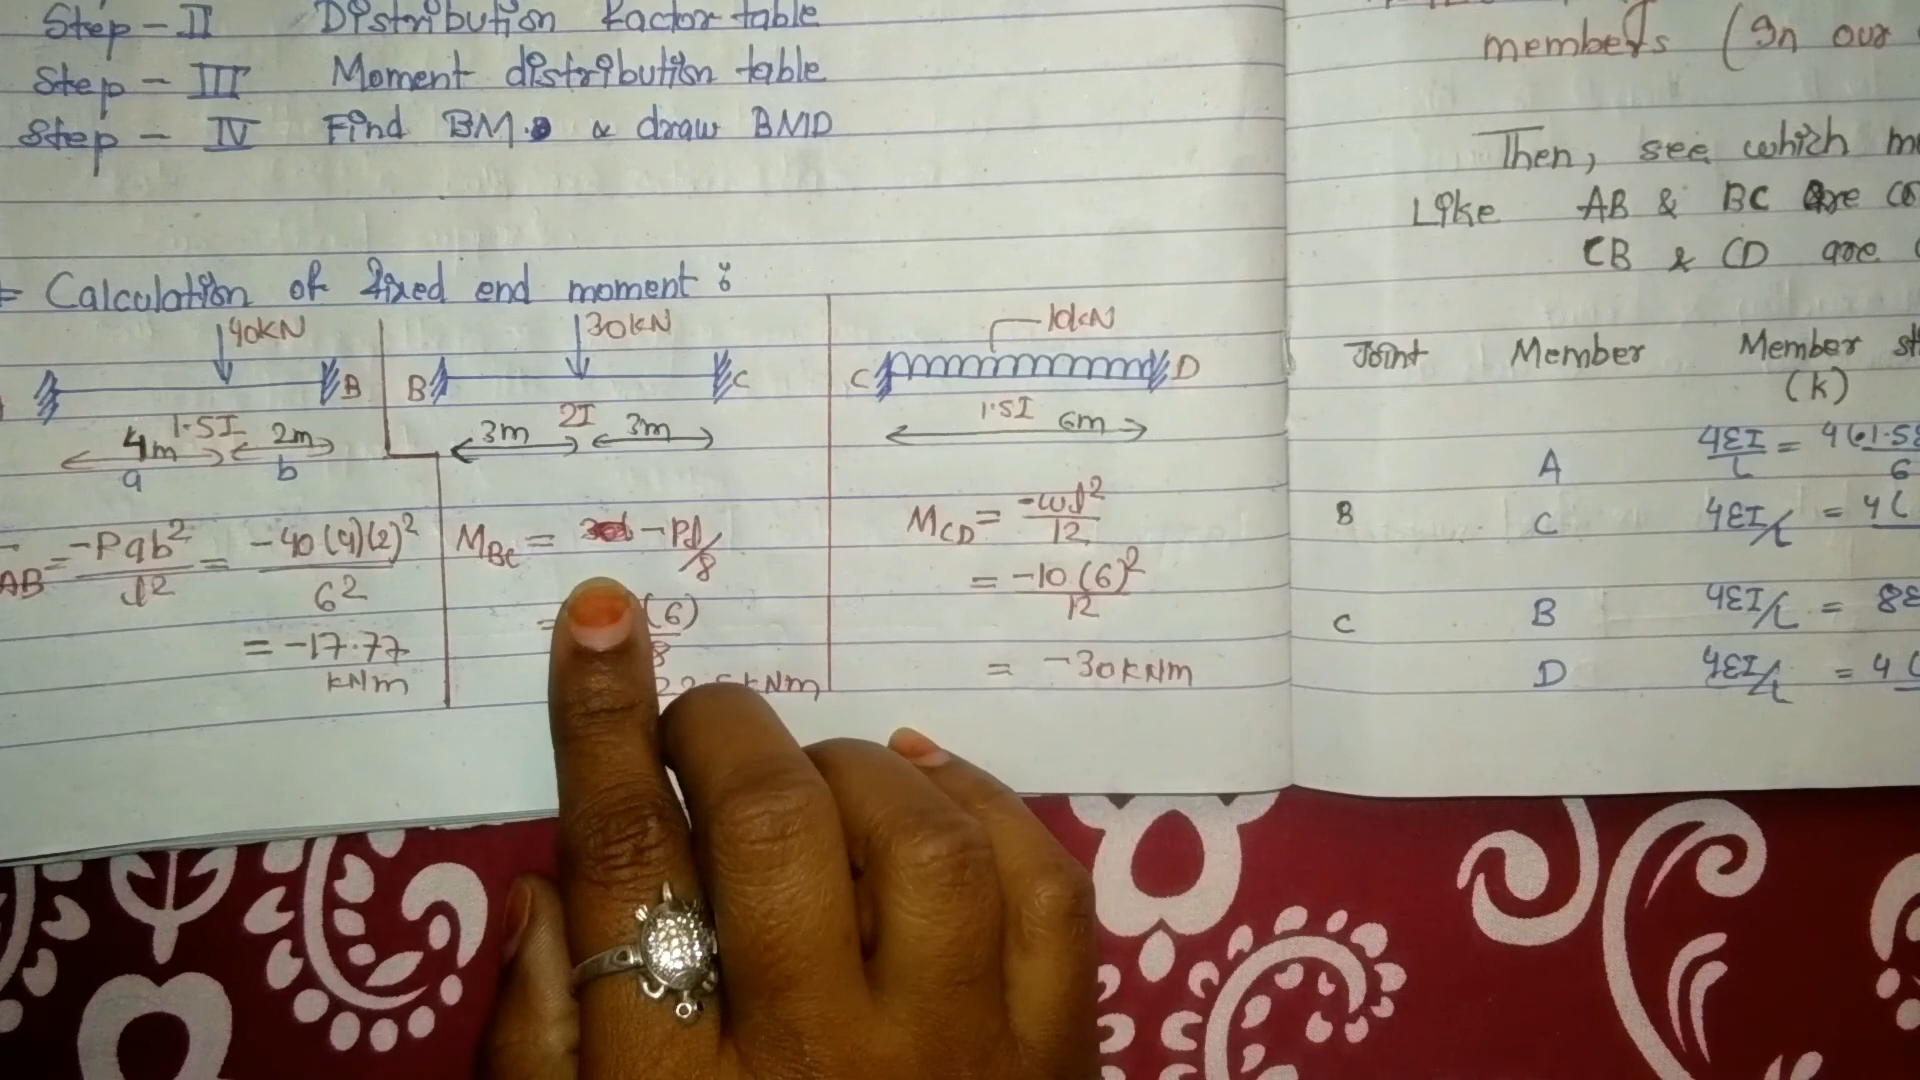 Step - II Distribution factor table
Step - III Moment distribution table
Step - IV Find BM. & draw BMD
= Calculation of fixed end moment :
40kN
B
1.5I
4m 2m
a b
AB = -Pab²/l² = -40(4)(2)²/6²
= -17.77
kNm
30kN
B C
2I
3m 3m
MBC = -Pl/8
= (6)
8
kNm
10kN
C D
1.5I 6m
MCD = -wl²/12
= -10(6)²/12
= -30kNm
members (In our
Then, see which
Like AB & BC are
CB & CD are
Joint Member Member
(k)
A 4EI/L = 4(1.5E
6
B C 4EI/L = 4(
C B 4EI/L = 8E
D 4EI/L = 4(